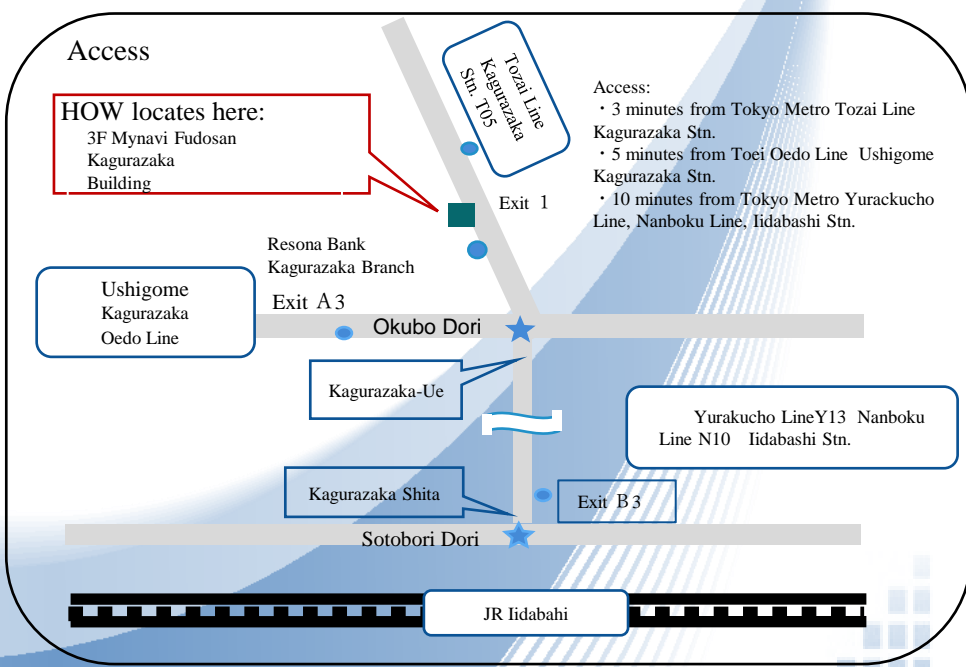 Access
HOW locates here:
3F Mynavi Fudosan
Kagurazaka
Building
Tozai Line
Kagurazaka
Stn. T05
Access:
・3 minutes from Tokyo Metro Tozai Line
Kagurazaka Stn.
・5 minutes from Toei Oedo Line Ushigome
Kagurazaka Stn.
・10 minutes from Tokyo Metro Yurackucho
Line, Nanboku Line, Iidabashi Stn.
Exit 1
Resona Bank
Kagurazaka Branch
Ushigome
Kagurazaka
Oedo Line
Exit A3
Okubo Dori
Kagurazaka-Ue
Yurakucho LineY13 Nanboku
Line N10 Iidabashi Stn.
Kagurazaka Shita
Exit B3
Sotobori Dori
JR Iidabahi